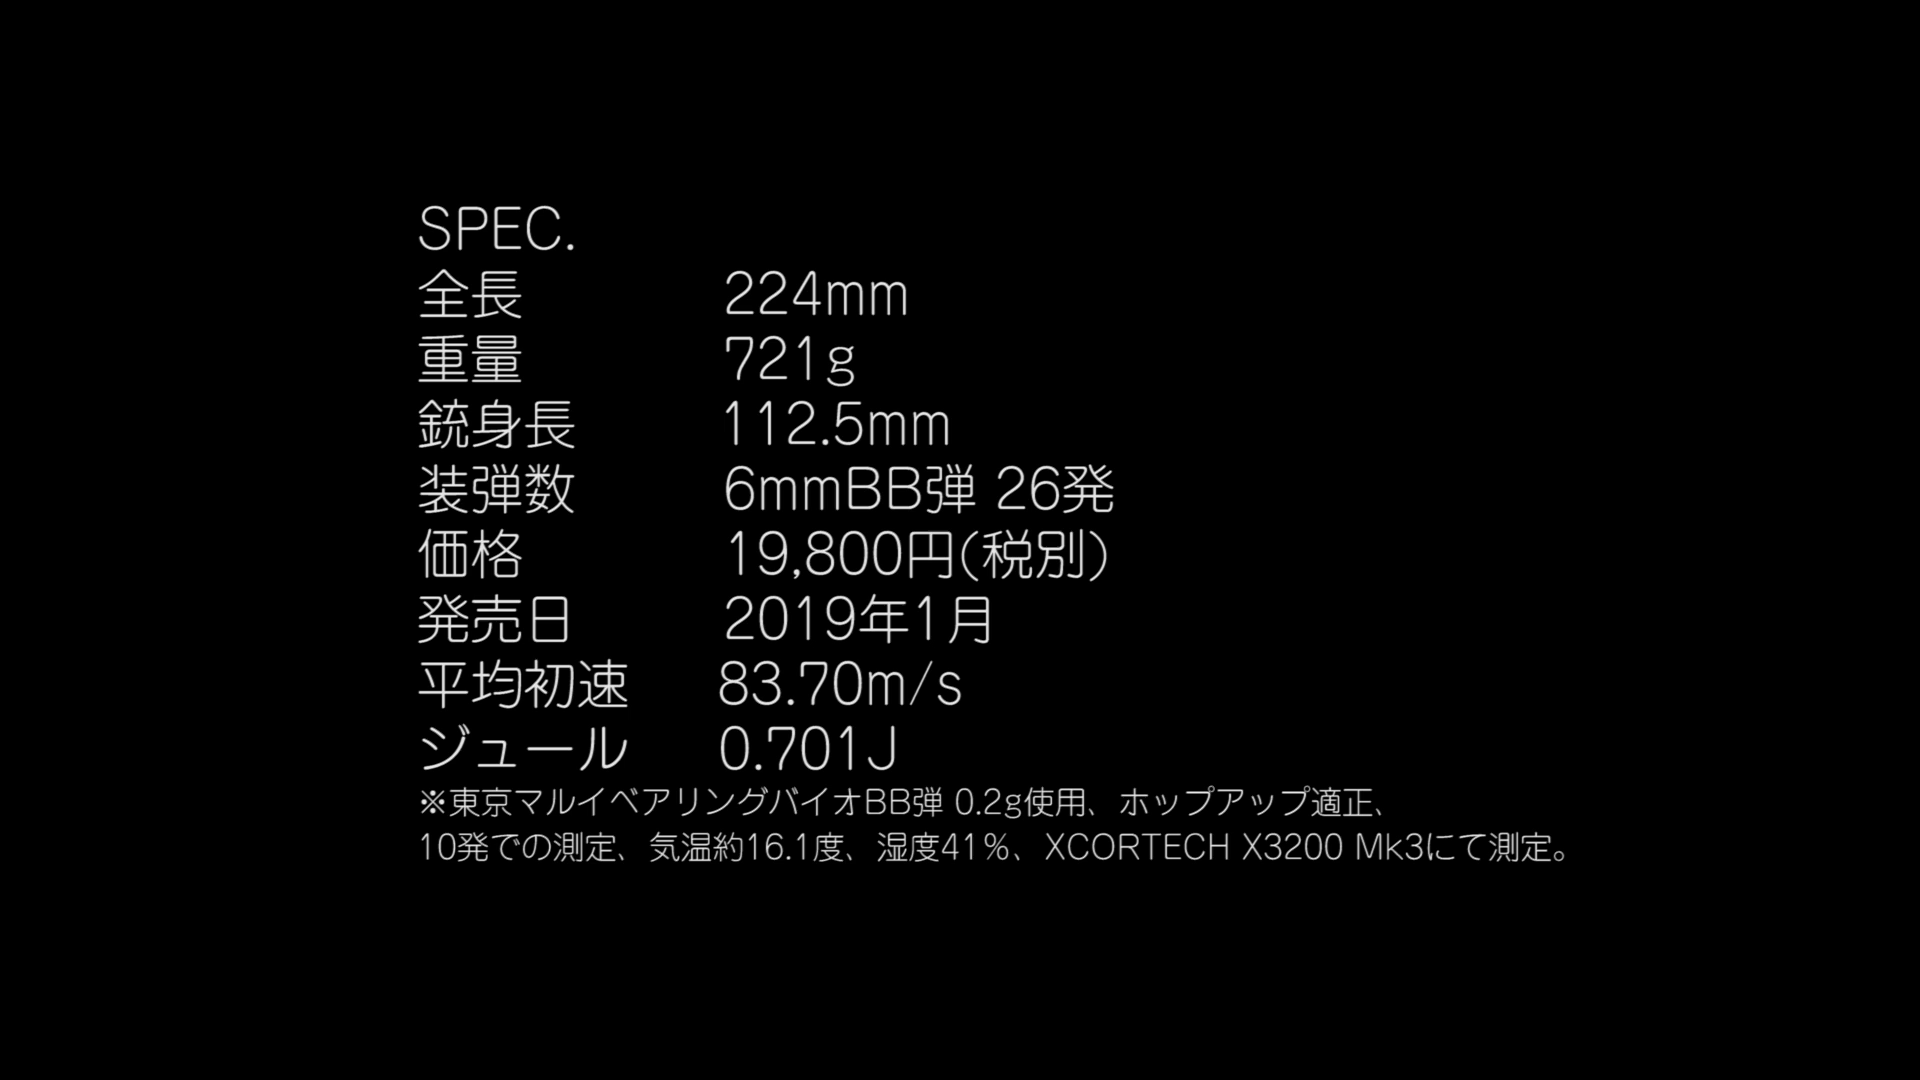 SPEC.
全長 224mm
重量 721g
銃身長 112.5mm
装弾数 6mmBB弾 26発
価格 19,800円(税別)
発売日 2019年1月
平均初速 83.70m/s
ジュール 0.701J
※東京マルイベアリングバイオBB弾 0.2g使用、ホップアップ適正、
10発での測定、気温約16.1度、湿度41%、XCORTECH X3200 Mk3にて測定。